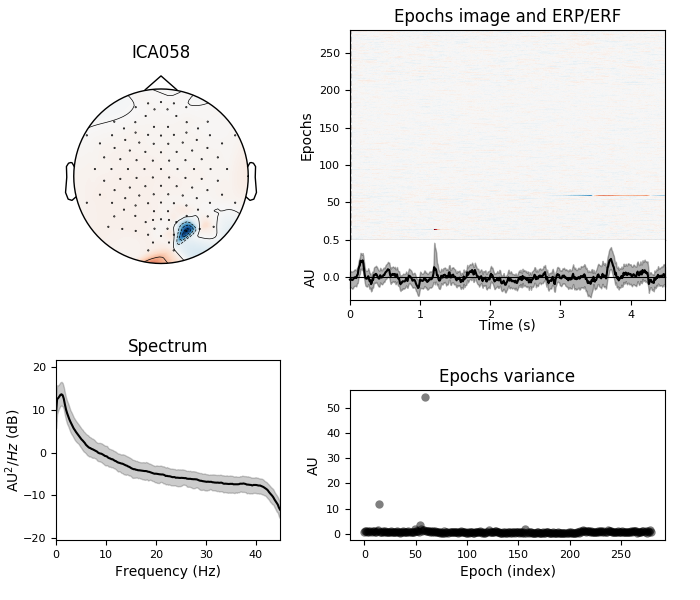 ICA058
Epochs image and ERP/ERF
Epochs
250
200
150
100
50
0.5
0.0
AU
0 1 2 3 4
Time (s)
Spectrum
AU²/Hz (dB)
20
10
0
−10
−20
0 10 20 30 40
Frequency (Hz)
Epochs variance
AU
50
40
30
20
10
0
0 50 100 150 200 250
Epoch (index)